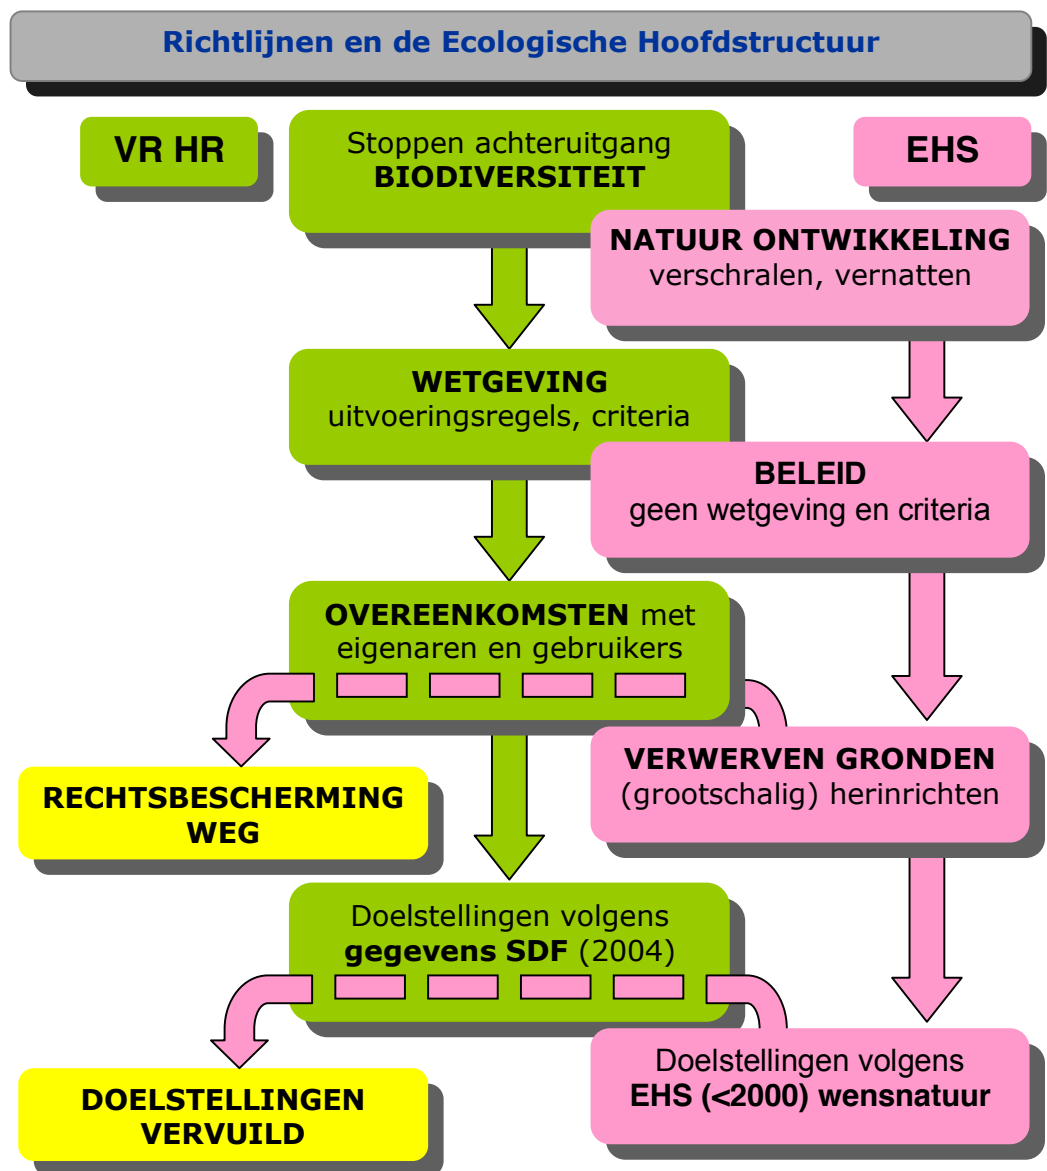 Richtlijnen en de Ecologische Hoofdstructuur
VR HR
Stoppen achteruitgang
BIODIVERSITEIT
EHS
NATUUR ONTWIKKELING
verschralen, vernatten
WETGEVING
uitvoeringsregels, criteria
BELEID
geen wetgeving en criteria
OVEREENKOMSTEN met
eigenaren en gebruikers
VERWERVEN GRONDEN
(grootschalig) herinrichten
RECHTSBESCHERMING
WEG
Doelstellingen volgens
gegevens SDF (2004)
Doelstellingen volgens
EHS (<2000) wensnatuur
DOELSTELLINGEN
VERVUILD